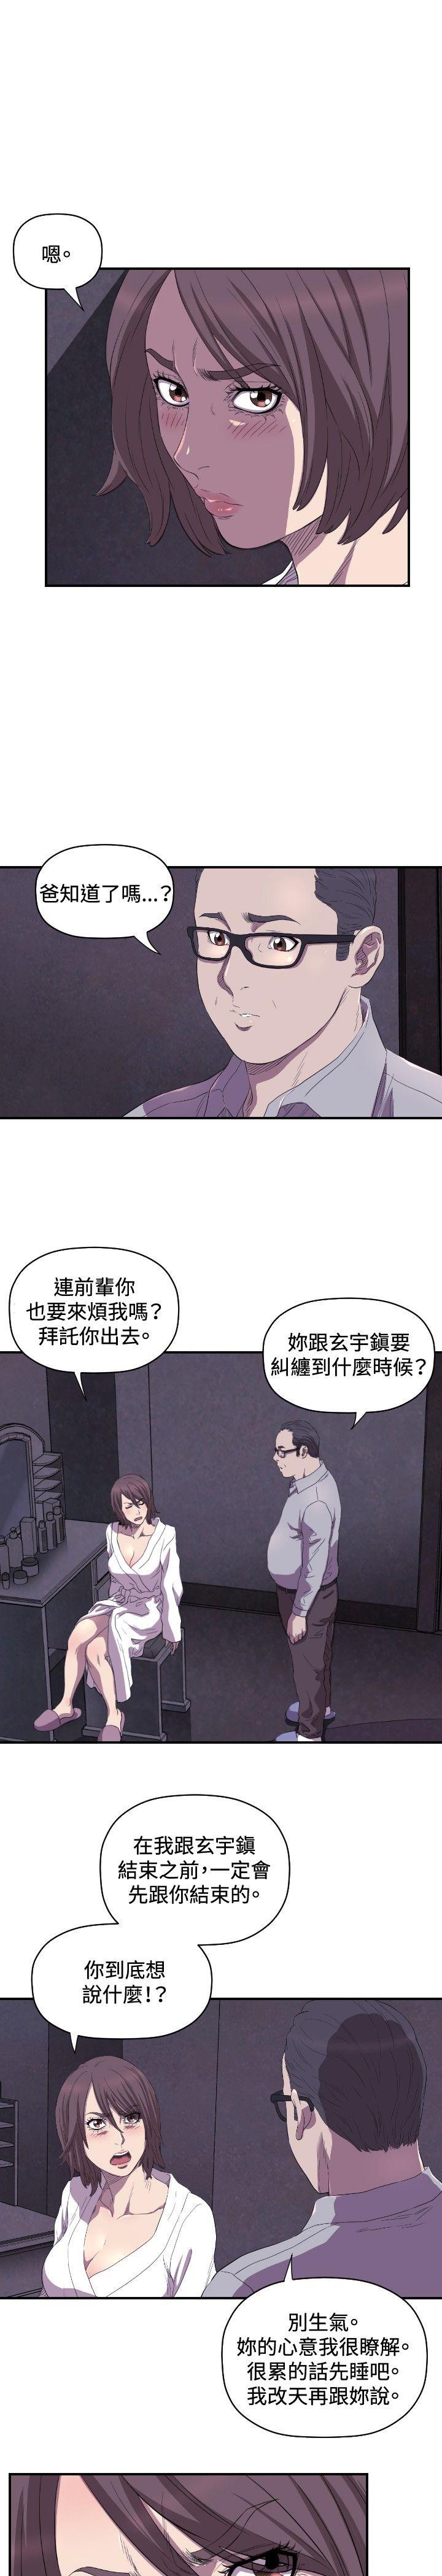 嗯。
爸知道了嗎...?
連前輩你
也要來煩我嗎?
拜託你出去。
妳跟玄宇鎮要
糾纏到什麼時候?
在我跟玄宇鎮
結束之前,一定會
先跟你結束的。
你到底想
說什麼!?
別生氣。
妳的心意我很瞭解。
很累的話先睡吧。
我改天再跟妳說。